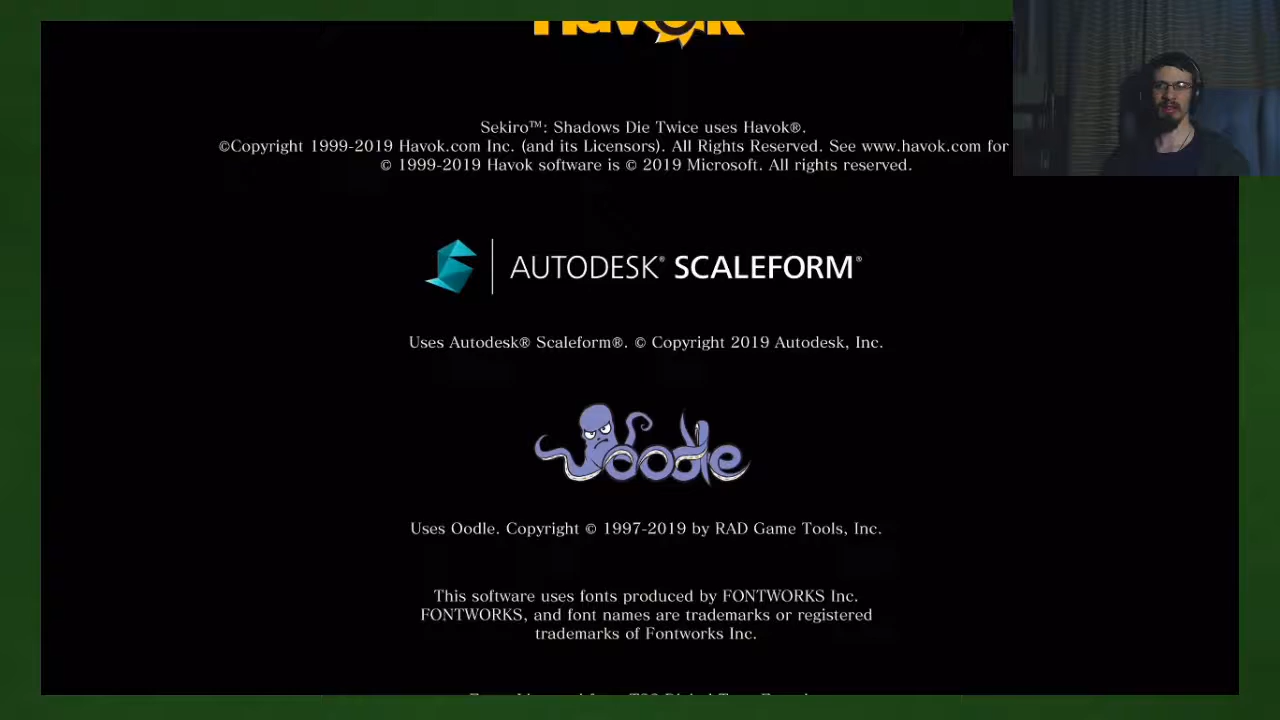 Havok
Sekiro™: Shadows Die Twice uses Havok®.
©Copyright 1999-2019 Havok.com Inc. (and its Licensors). All Rights Reserved. See www.havok.com for
© 1999-2019 Havok software is © 2019 Microsoft. All rights reserved.
AUTODESK® SCALEFORM®
Uses Autodesk® Scaleform®. © Copyright 2019 Autodesk, Inc.
Oodle
Uses Oodle. Copyright © 1997-2019 by RAD Game Tools, Inc.
This software uses fonts produced by FONTWORKS Inc.
FONTWORKS, and font names are trademarks or registered
trademarks of Fontworks Inc.